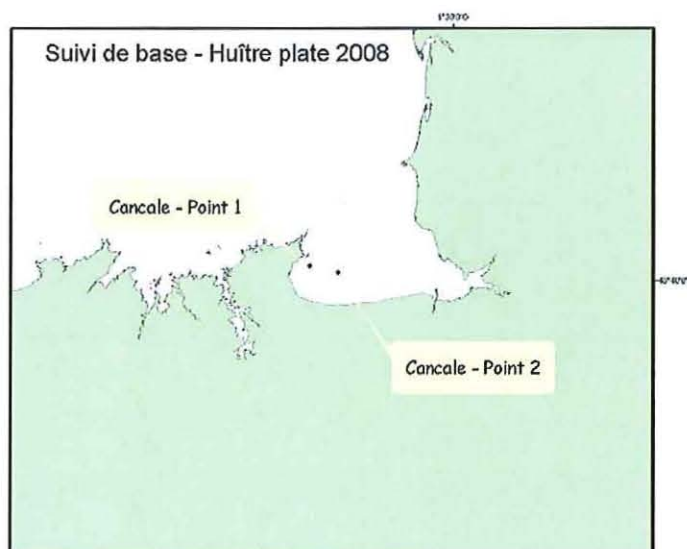 Suivi de base - Huître plate 2008
Cancale - Point 1
Cancale - Point 2